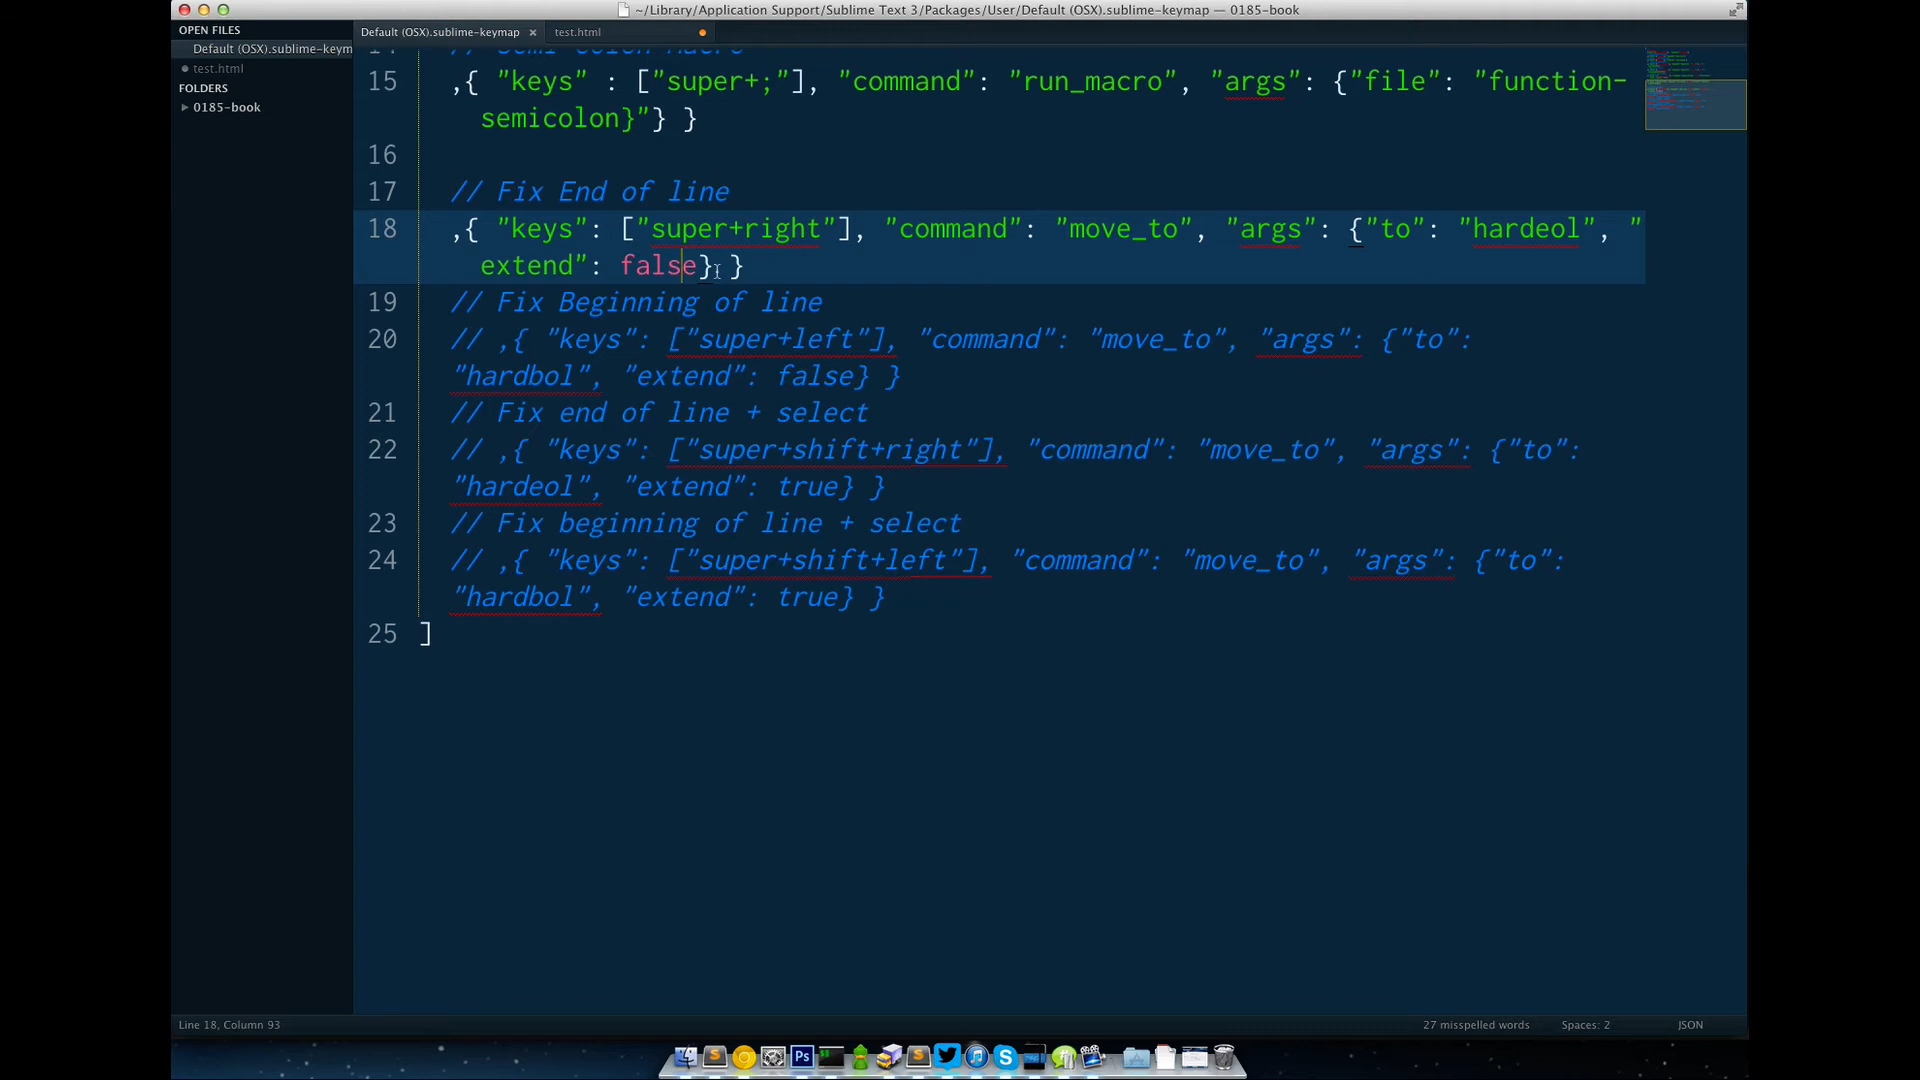 ~/Library/Application Support/Sublime Text 3/Packages/User/Default (OSX).sublime-keymap — 0185-book
OPEN FILES
Default (OSX).sublime-keym
test.html
FOLDERS
0185-book
Default (OSX).sublime-keymap ×
test.html
14 // Semi-colon Macro
15 ,{ "keys" : ["super+;"], "command": "run_macro", "args": {"file": "function-
semicolon}"} }
16
17 // Fix End of line
18 ,{ "keys": ["super+right"], "command": "move_to", "args": {"to": "hardeol", "
extend": false} }
19 // Fix Beginning of line
20 // ,{ "keys": ["super+left"], "command": "move_to", "args": {"to":
"hardbol", "extend": false} }
21 // Fix end of line + select
22 // ,{ "keys": ["super+shift+right"], "command": "move_to", "args": {"to":
"hardeol", "extend": true} }
23 // Fix beginning of line + select
24 // ,{ "keys": ["super+shift+left"], "command": "move_to", "args": {"to":
"hardbol", "extend": true} }
25 ]
Line 18, Column 93
27 misspelled words
Spaces: 2
JSON
Ps